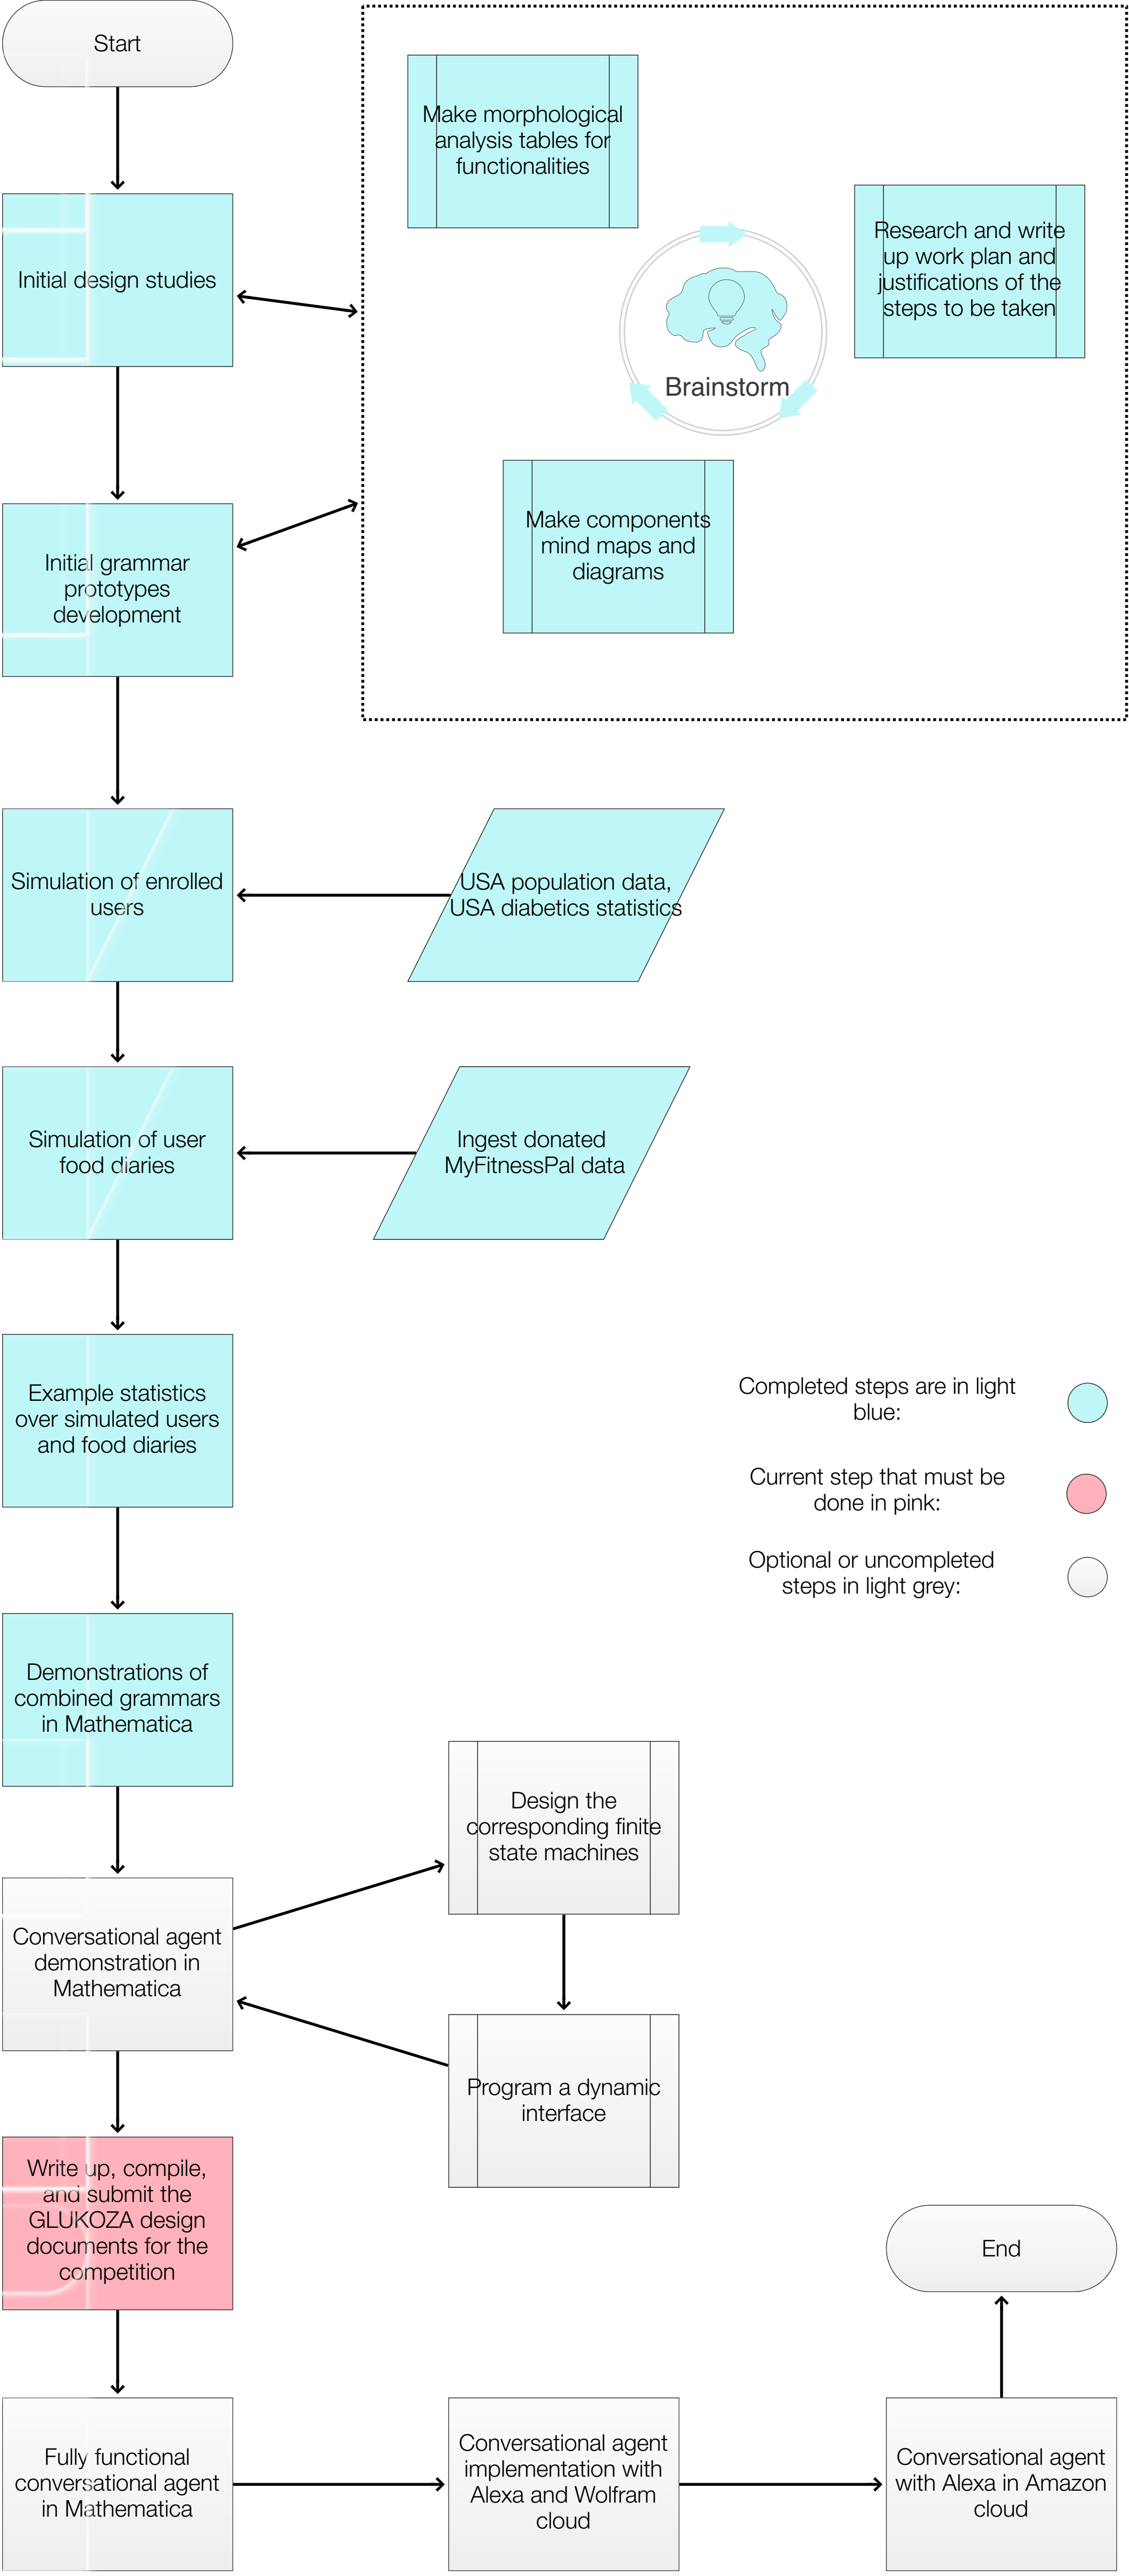 Start
Make morphological
analysis tables for
functionalities
Research and write
up work plan and
justifications of the
steps to be taken
Initial design studies
Brainstorm
Make components
mind maps and
diagrams
Initial grammar
prototypes
development
Simulation of enrolled
users
USA population data,
USA diabetics statistics
Simulation of user
food diaries
Ingest donated
MyFitnessPal data
Example statistics
over simulated users
and food diaries
Completed steps are in light
blue:
Current step that must be
done in pink:
Optional or uncompleted
steps in light grey:
Demonstrations of
combined grammars
in Mathematica
Design the
corresponding finite
state machines
Conversational agent
demonstration in
Mathematica
Program a dynamic
interface
Write up, compile,
and submit the
GLUKOZA design
documents for the
competition
End
Fully functional
conversational agent
in Mathematica
Conversational agent
implementation with
Alexa and Wolfram
cloud
Conversational agent
with Alexa in Amazon
cloud